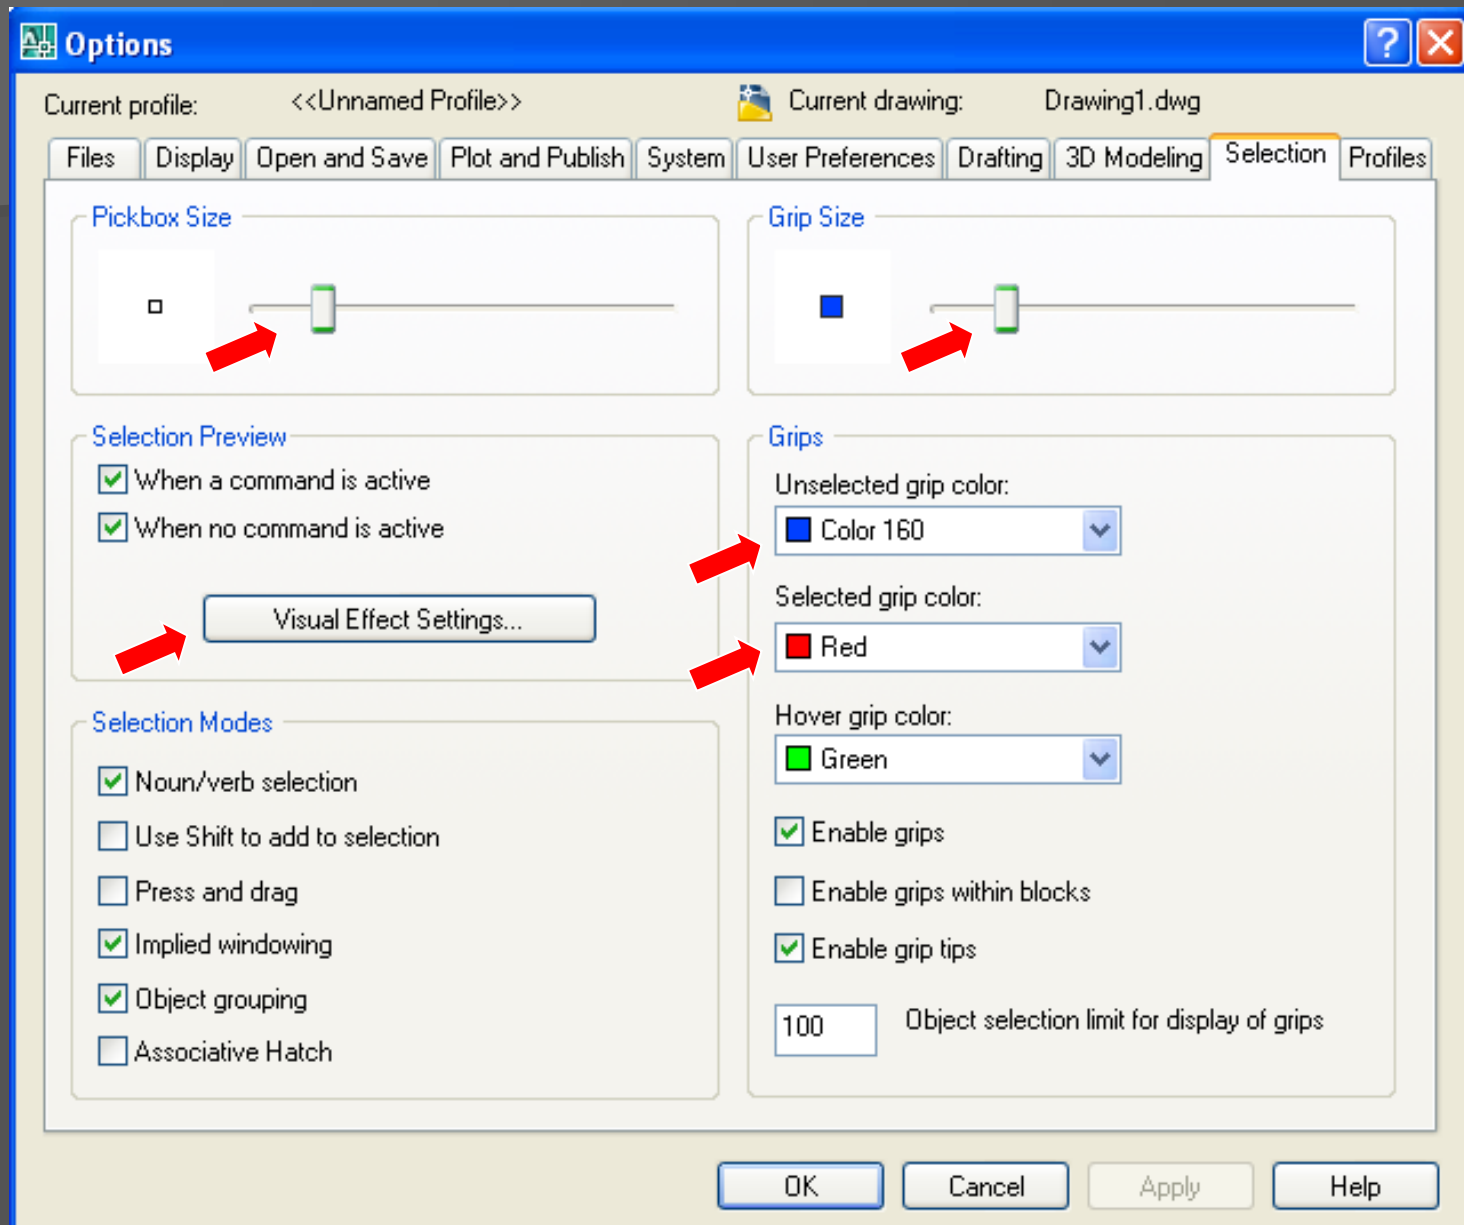 Options
Current profile: <<Unnamed Profile>> Current drawing: Drawing1.dwg
Files Display Open and Save Plot and Publish System User Preferences Drafting 3D Modeling Selection Profiles
Pickbox Size
Grip Size
Selection Preview
When a command is active
When no command is active
Visual Effect Settings...
Selection Modes
Noun/verb selection
Use Shift to add to selection
Press and drag
Implied windowing
Object grouping
Associative Hatch
Grips
Unselected grip color:
Color 160
Selected grip color:
Red
Hover grip color:
Green
Enable grips
Enable grips within blocks
Enable grip tips
100 Object selection limit for display of grips
OK Cancel Apply Help